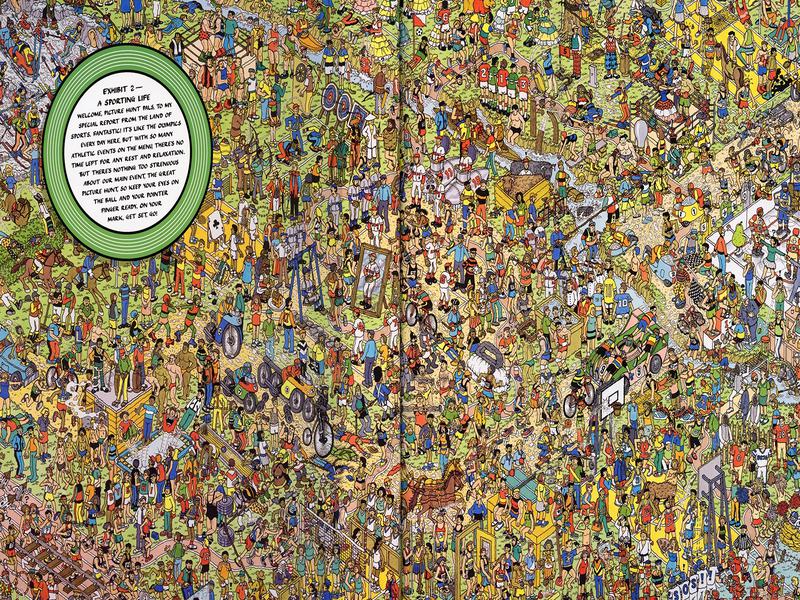 EXHIBIT 2—
A SPORTING LIFE
WELCOME, PICTURE HUNT PALS, TO MY
SPECIAL REPORT FROM THE LAND OF
SPORTS. FANTASTIC! IT'S LIKE THE OLYMPICS
EVERY DAY HERE, BUT WITH SO MANY
ATHLETIC EVENTS ON THE MENU, THERE'S NO
TIME LEFT FOR ANY REST AND RELAXATION.
BUT THERE'S NOTHING TOO STRENUOUS
ABOUT OUR MAIN EVENT, THE GREAT
PICTURE HUNT, SO KEEP YOUR EYES ON
THE BALL AND YOUR POINTER
FINGER READY, ON YOUR
MARK, GET SET, GO!